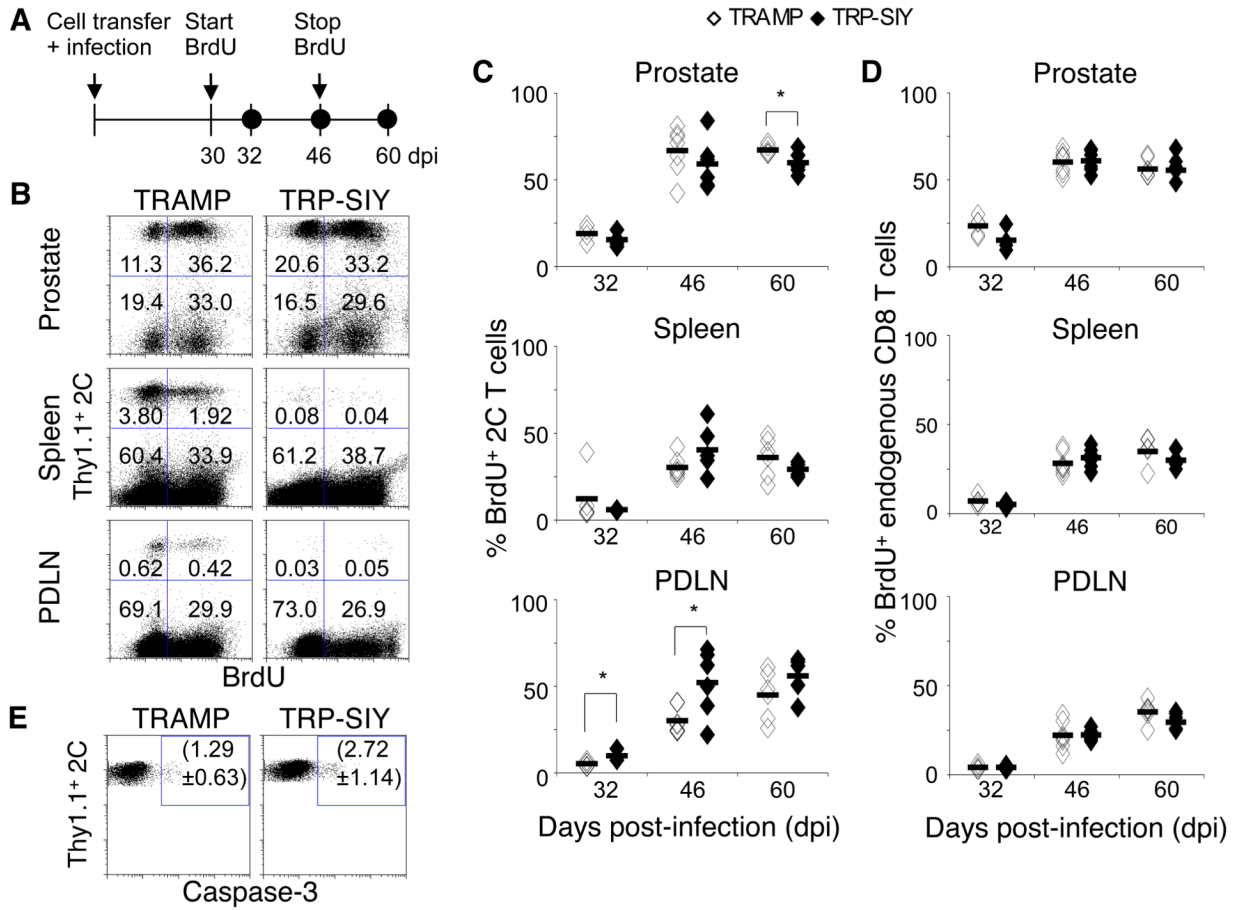 ◇ TRAMP ◆ TRP-SIY
A
Cell transfer
+ infection
Start
BrdU
Stop
BrdU
30 32 46 60 dpi
B
TRAMP TRP-SIY
Prostate
11.3 36.2 20.6 33.2
19.4 33.0 16.5 29.6
Spleen
Thy1.1+ 2C
3.80 1.92 0.08 0.04
60.4 33.9 61.2 38.7
PDLN
0.62 0.42 0.03 0.05
69.1 29.9 73.0 26.9
BrdU
E
TRAMP TRP-SIY
Thy1.1+ 2C
(1.29
±0.63)
(2.72
±1.14)
Caspase-3
C
% BrdU+ 2C T cells
Prostate
100
*
50
0
32 46 60
Spleen
100
50
0
32 46 60
PDLN
100
*
*
50
0
32 46 60
Days post-infection (dpi)
D
% BrdU+ endogenous CD8 T cells
Prostate
100
50
0
32 46 60
Spleen
100
50
0
32 46 60
PDLN
100
50
0
32 46 60
Days post-infection (dpi)